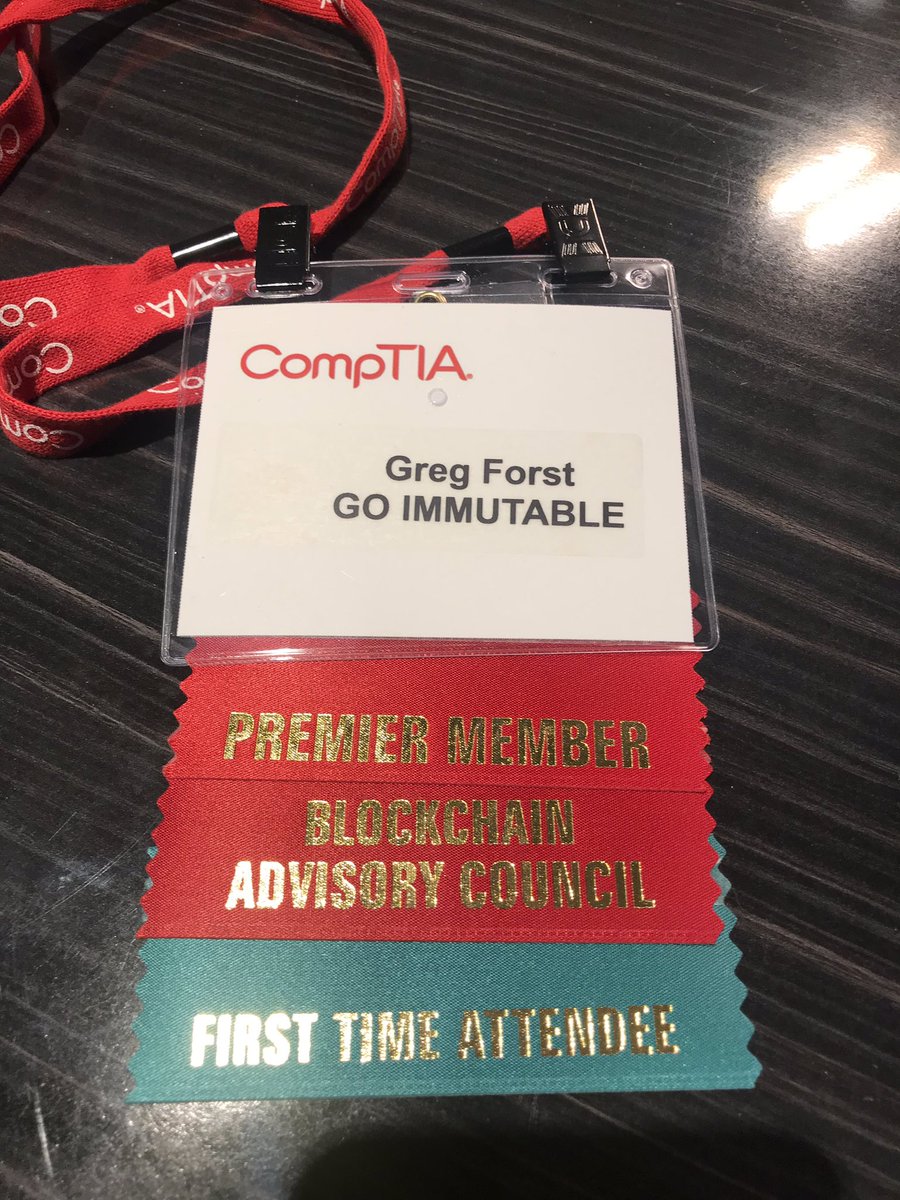 CompTIA.
Greg Forst
GO IMMUTABLE
PREMIER MEMBER
BLOCKCHAIN
ADVISORY COUNCIL
FIRST TIME ATTENDEE